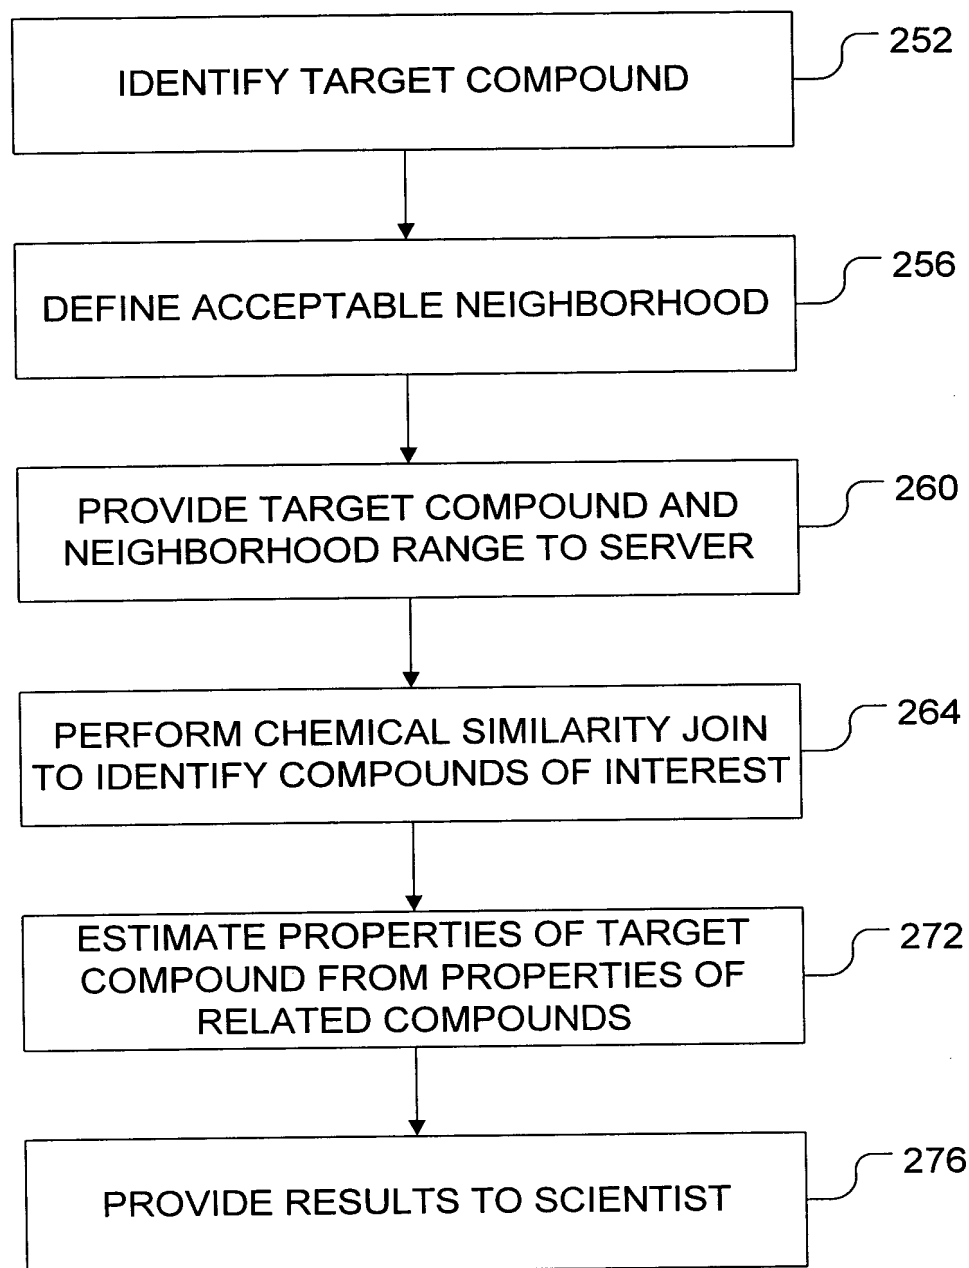 IDENTIFY TARGET COMPOUND
252
DEFINE ACCEPTABLE NEIGHBORHOOD
256
PROVIDE TARGET COMPOUND AND
NEIGHBORHOOD RANGE TO SERVER
260
PERFORM CHEMICAL SIMILARITY JOIN
TO IDENTIFY COMPOUNDS OF INTEREST
264
ESTIMATE PROPERTIES OF TARGET
COMPOUND FROM PROPERTIES OF
RELATED COMPOUNDS
272
PROVIDE RESULTS TO SCIENTIST
276